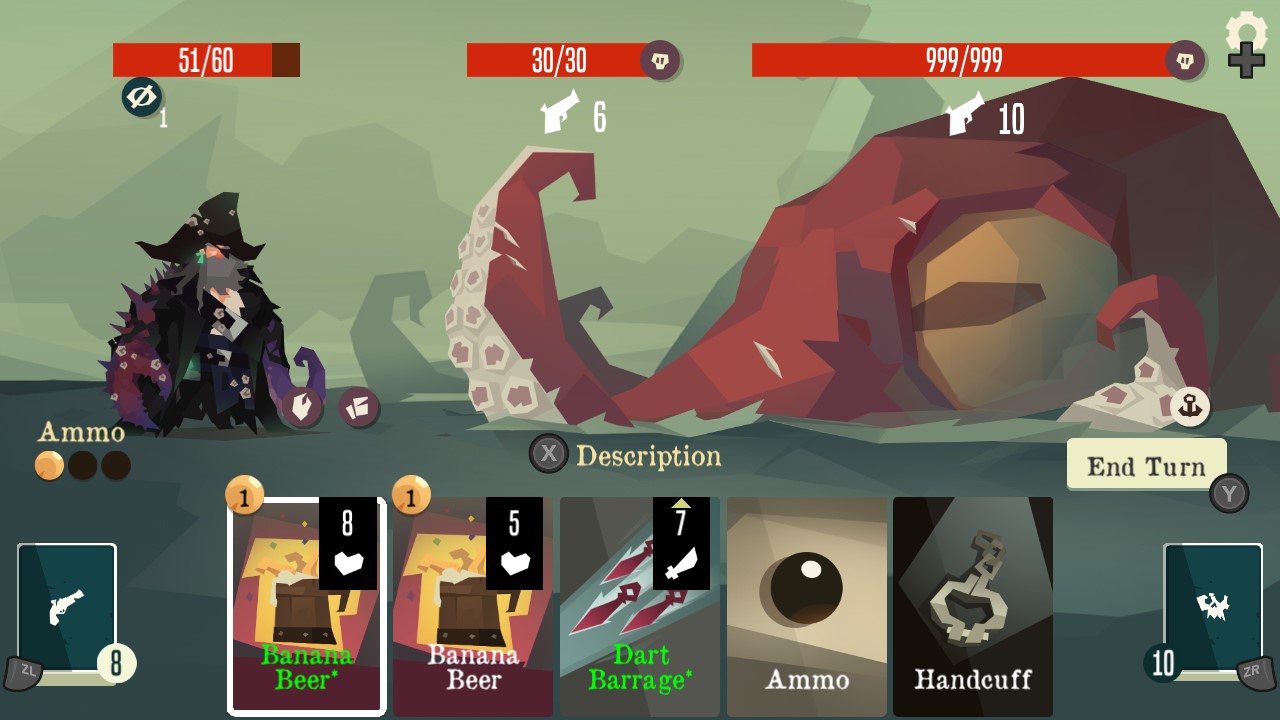 51/60
30/30
999/999
1
6
10
Ammo
X Description
End Turn
Y
1
8
1
5
7
Banana
Beer*
Banana
Beer
Dart
Barrage*
Ammo
Handcuff
ZL
8
10
ZR